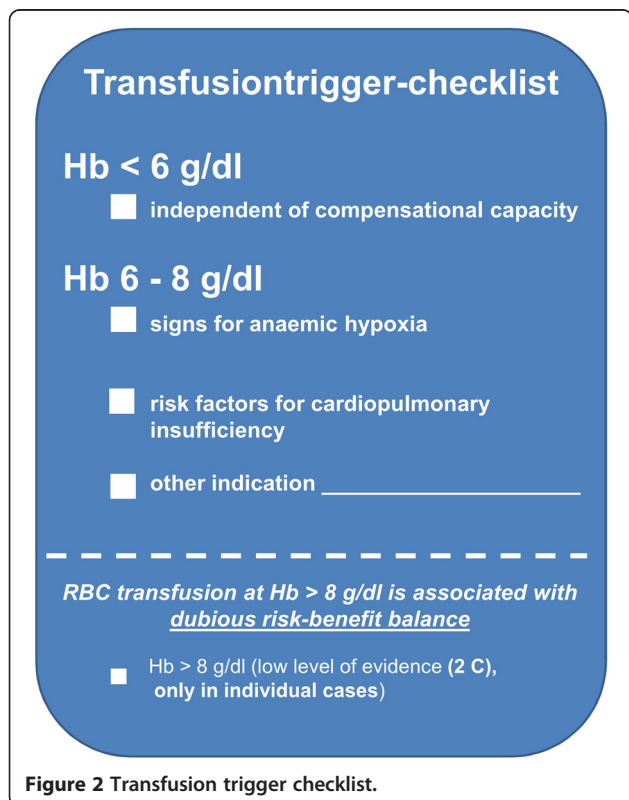 Transfusiontrigger-checklist
Hb < 6 g/dl
independent of compensational capacity
Hb 6 - 8 g/dl
signs for anaemic hypoxia
risk factors for cardiopulmonary
insufficiency
other indication ______________________
RBC transfusion at Hb > 8 g/dl is associated with
dubious risk-benefit balance
Hb > 8 g/dl (low level of evidence (2 C),
only in individual cases)
Figure 2 Transfusion trigger checklist.